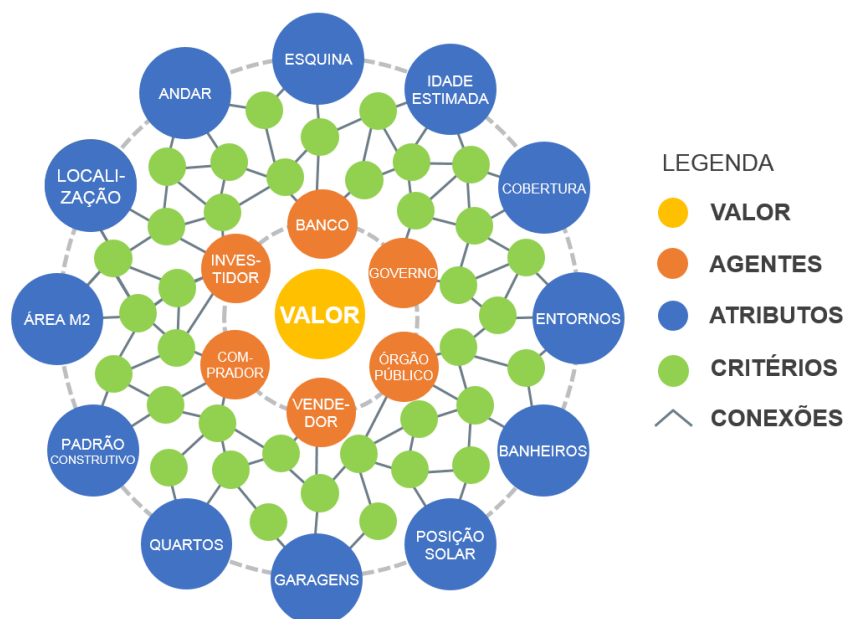 ESQUINA
IDADE
ESTIMADA
ANDAR
LOCALI-
ZAÇÃO
COBERTURA
BANCO
INVES-
TIDOR
GOVERNO
VALOR
ÁREA M2
ENTORNOS
COM-
PRADOR
ÓRGÃO
PÚBLICO
VENDE-
DOR
PADRÃO
CONSTRUTIVO
BANHEIROS
QUARTOS
POSIÇÃO
SOLAR
GARAGENS
LEGENDA
VALOR
AGENTES
ATRIBUTOS
CRITÉRIOS
CONEXÕES